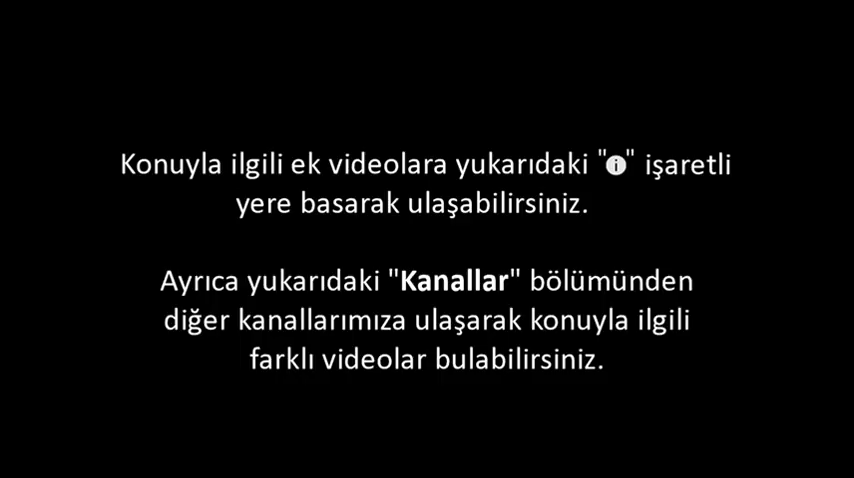 Konuyla ilgili ek videolara yukarıdaki "ℹ" işaretli
yere basarak ulaşabilirsiniz.
Ayrıca yukarıdaki "Kanallar" bölümünden
diğer kanallarımıza ulaşarak konuyla ilgili
farklı videolar bulabilirsiniz.